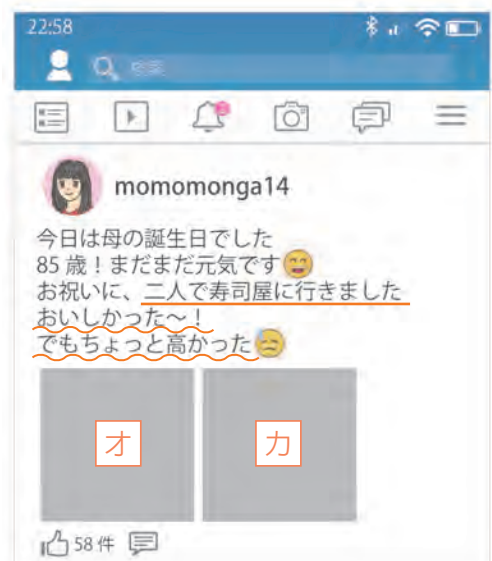 22:58
検索
momomonga14
今日は母の誕生日でした
85歳！まだまだ元気です
お祝いに、二人で寿司屋に行きました
おいしかった～！
でもちょっと高かった
オ
カ
58件